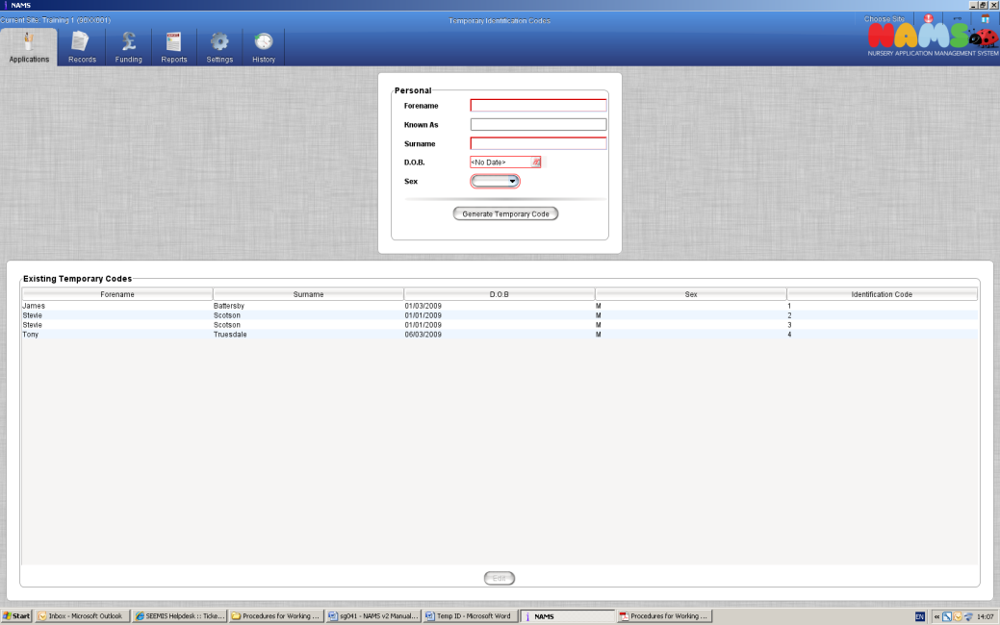 NAMS
Current Site: Training 1 (98XX801)
Temporary Identification Codes
Choose Site
NAMS
NURSERY APPLICATION MANAGEMENT SYSTEM
Applications
Records
Funding
Reports
Settings
History
Personal
Forename
Known As
Surname
D.O.B.
<No Date>
Sex
Generate Temporary Code
Existing Temporary Codes
Forename Surname D.O.B Sex Identification Code
James Battersby 01/03/2009 M 1
Stevie Scotson 01/01/2009 M 2
Stevie Scotson 01/01/2009 M 3
Tony Truesdale 06/03/2009 M 4
Edit
Start
Inbox - Microsoft Outlook
SEEMIS Helpdesk :: Ticke...
Procedures for Working ...
sg041 - NAMS v2 Manual...
Temp ID - Microsoft Word
NAMS
Procedures for Working ...
EN
«
14:07